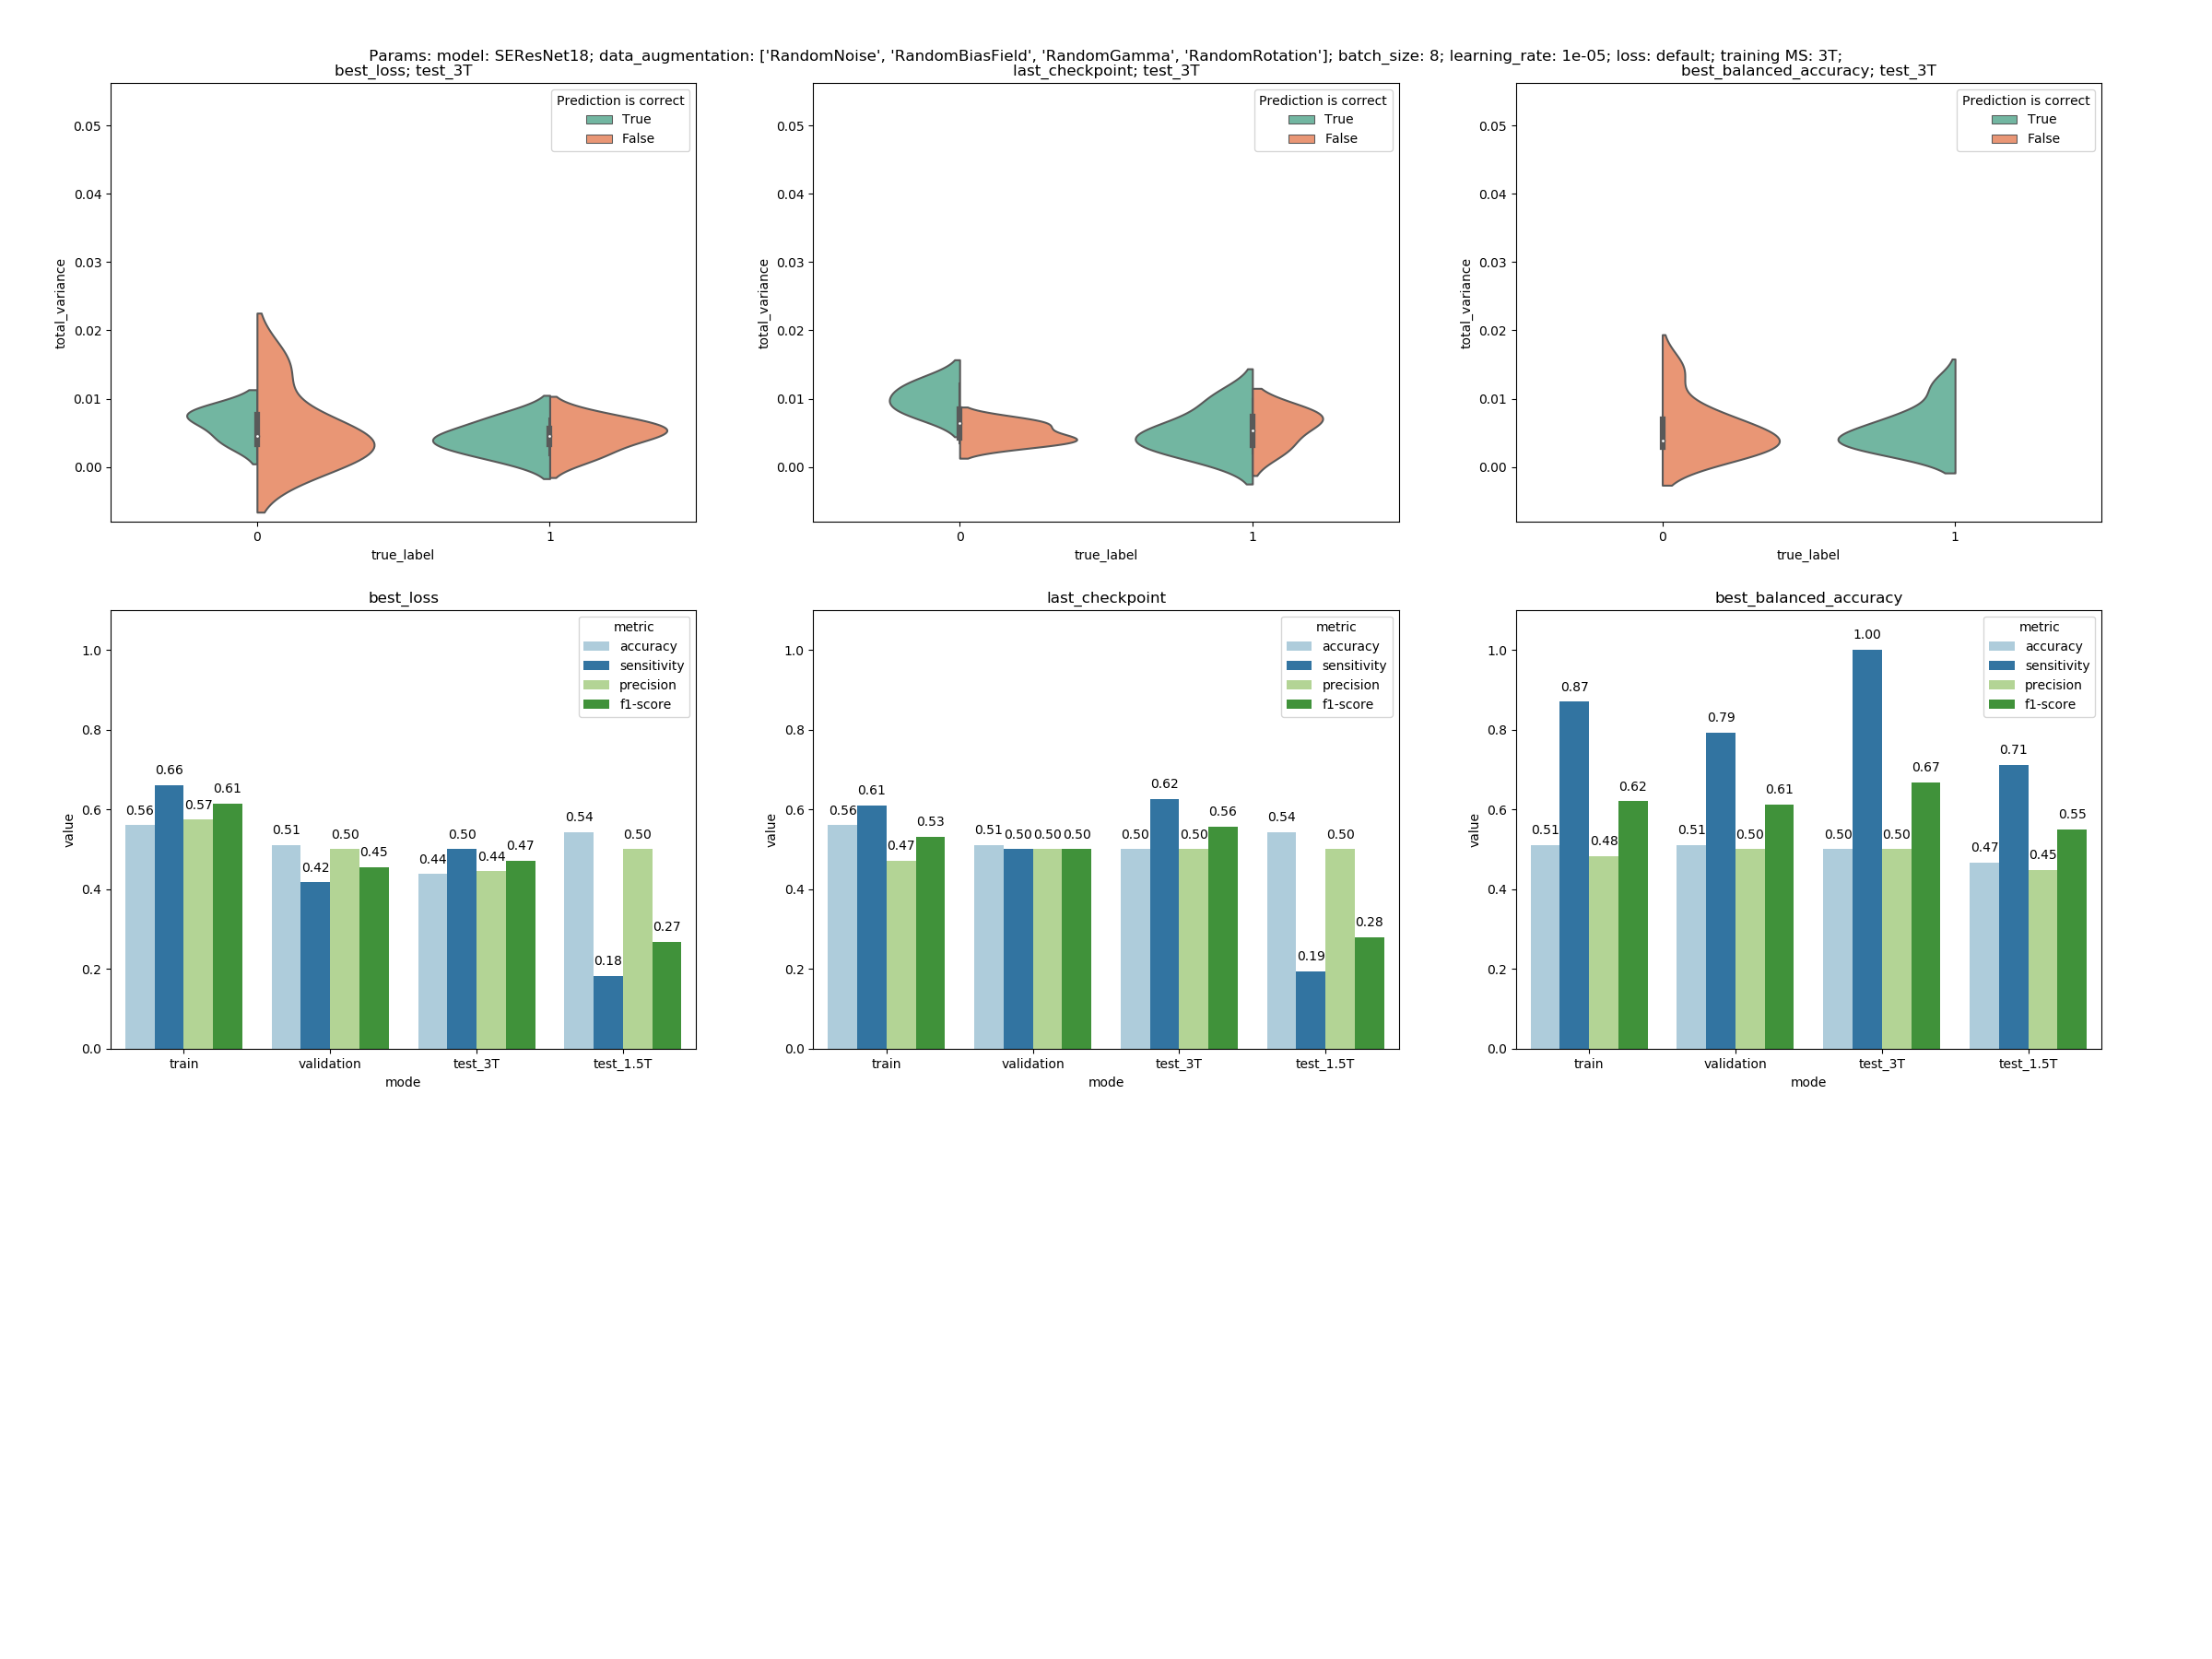 Params: model: SEResNet18; data_augmentation: ['RandomNoise', 'RandomBiasField', 'RandomGamma', 'RandomRotation']; batch_size: 8; learning_rate: 1e-05; loss: default; training MS: 3T;
best_loss; test_3T
Prediction is correct
True
False
0.05
0.04
0.03
0.02
0.01
0.00
total_variance
0 1
true_label
last_checkpoint; test_3T
Prediction is correct
True
False
0.05
0.04
0.03
0.02
0.01
0.00
total_variance
0 1
true_label
best_balanced_accuracy; test_3T
Prediction is correct
True
False
0.05
0.04
0.03
0.02
0.01
0.00
total_variance
0 1
true_label
best_loss
metric
accuracy
sensitivity
precision
f1-score
1.0
0.8
0.6
0.4
0.2
0.0
value
0.56 0.66 0.57 0.61 0.51 0.42 0.50 0.45 0.44 0.50 0.44 0.47 0.54 0.18 0.50 0.27
train validation test_3T test_1.5T
mode
last_checkpoint
metric
accuracy
sensitivity
precision
f1-score
1.0
0.8
0.6
0.4
0.2
0.0
value
0.56 0.61 0.47 0.53 0.51 0.50 0.50 0.50 0.50 0.62 0.50 0.56 0.54 0.19 0.50 0.28
train validation test_3T test_1.5T
mode
best_balanced_accuracy
metric
accuracy
sensitivity
precision
f1-score
1.0
0.8
0.6
0.4
0.2
0.0
value
0.51 0.87 0.48 0.62 0.51 0.79 0.50 0.61 0.50 1.00 0.50 0.67 0.47 0.71 0.45 0.55
train validation test_3T test_1.5T
mode